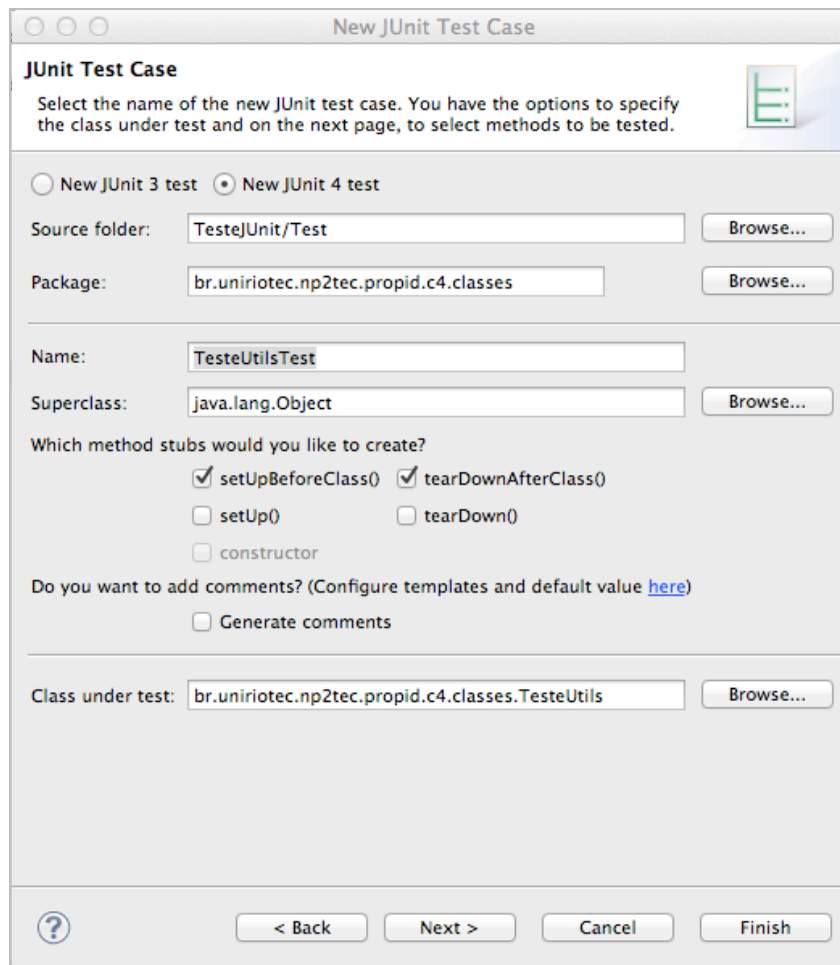 New JUnit Test Case
JUnit Test Case
Select the name of the new JUnit test case. You have the options to specify
the class under test and on the next page, to select methods to be tested.
New JUnit 3 test New JUnit 4 test
Source folder: TesteJUnit/Test Browse...
Package: br.uniriotec.np2tec.propid.c4.classes Browse...
Name: TesteUtilsTest
Superclass: java.lang.Object Browse...
Which method stubs would you like to create?
setUpBeforeClass() tearDownAfterClass()
setUp() tearDown()
constructor
Do you want to add comments? (Configure templates and default value here)
Generate comments
Class under test: br.uniriotec.np2tec.propid.c4.classes.TesteUtils Browse...
? < Back Next > Cancel Finish